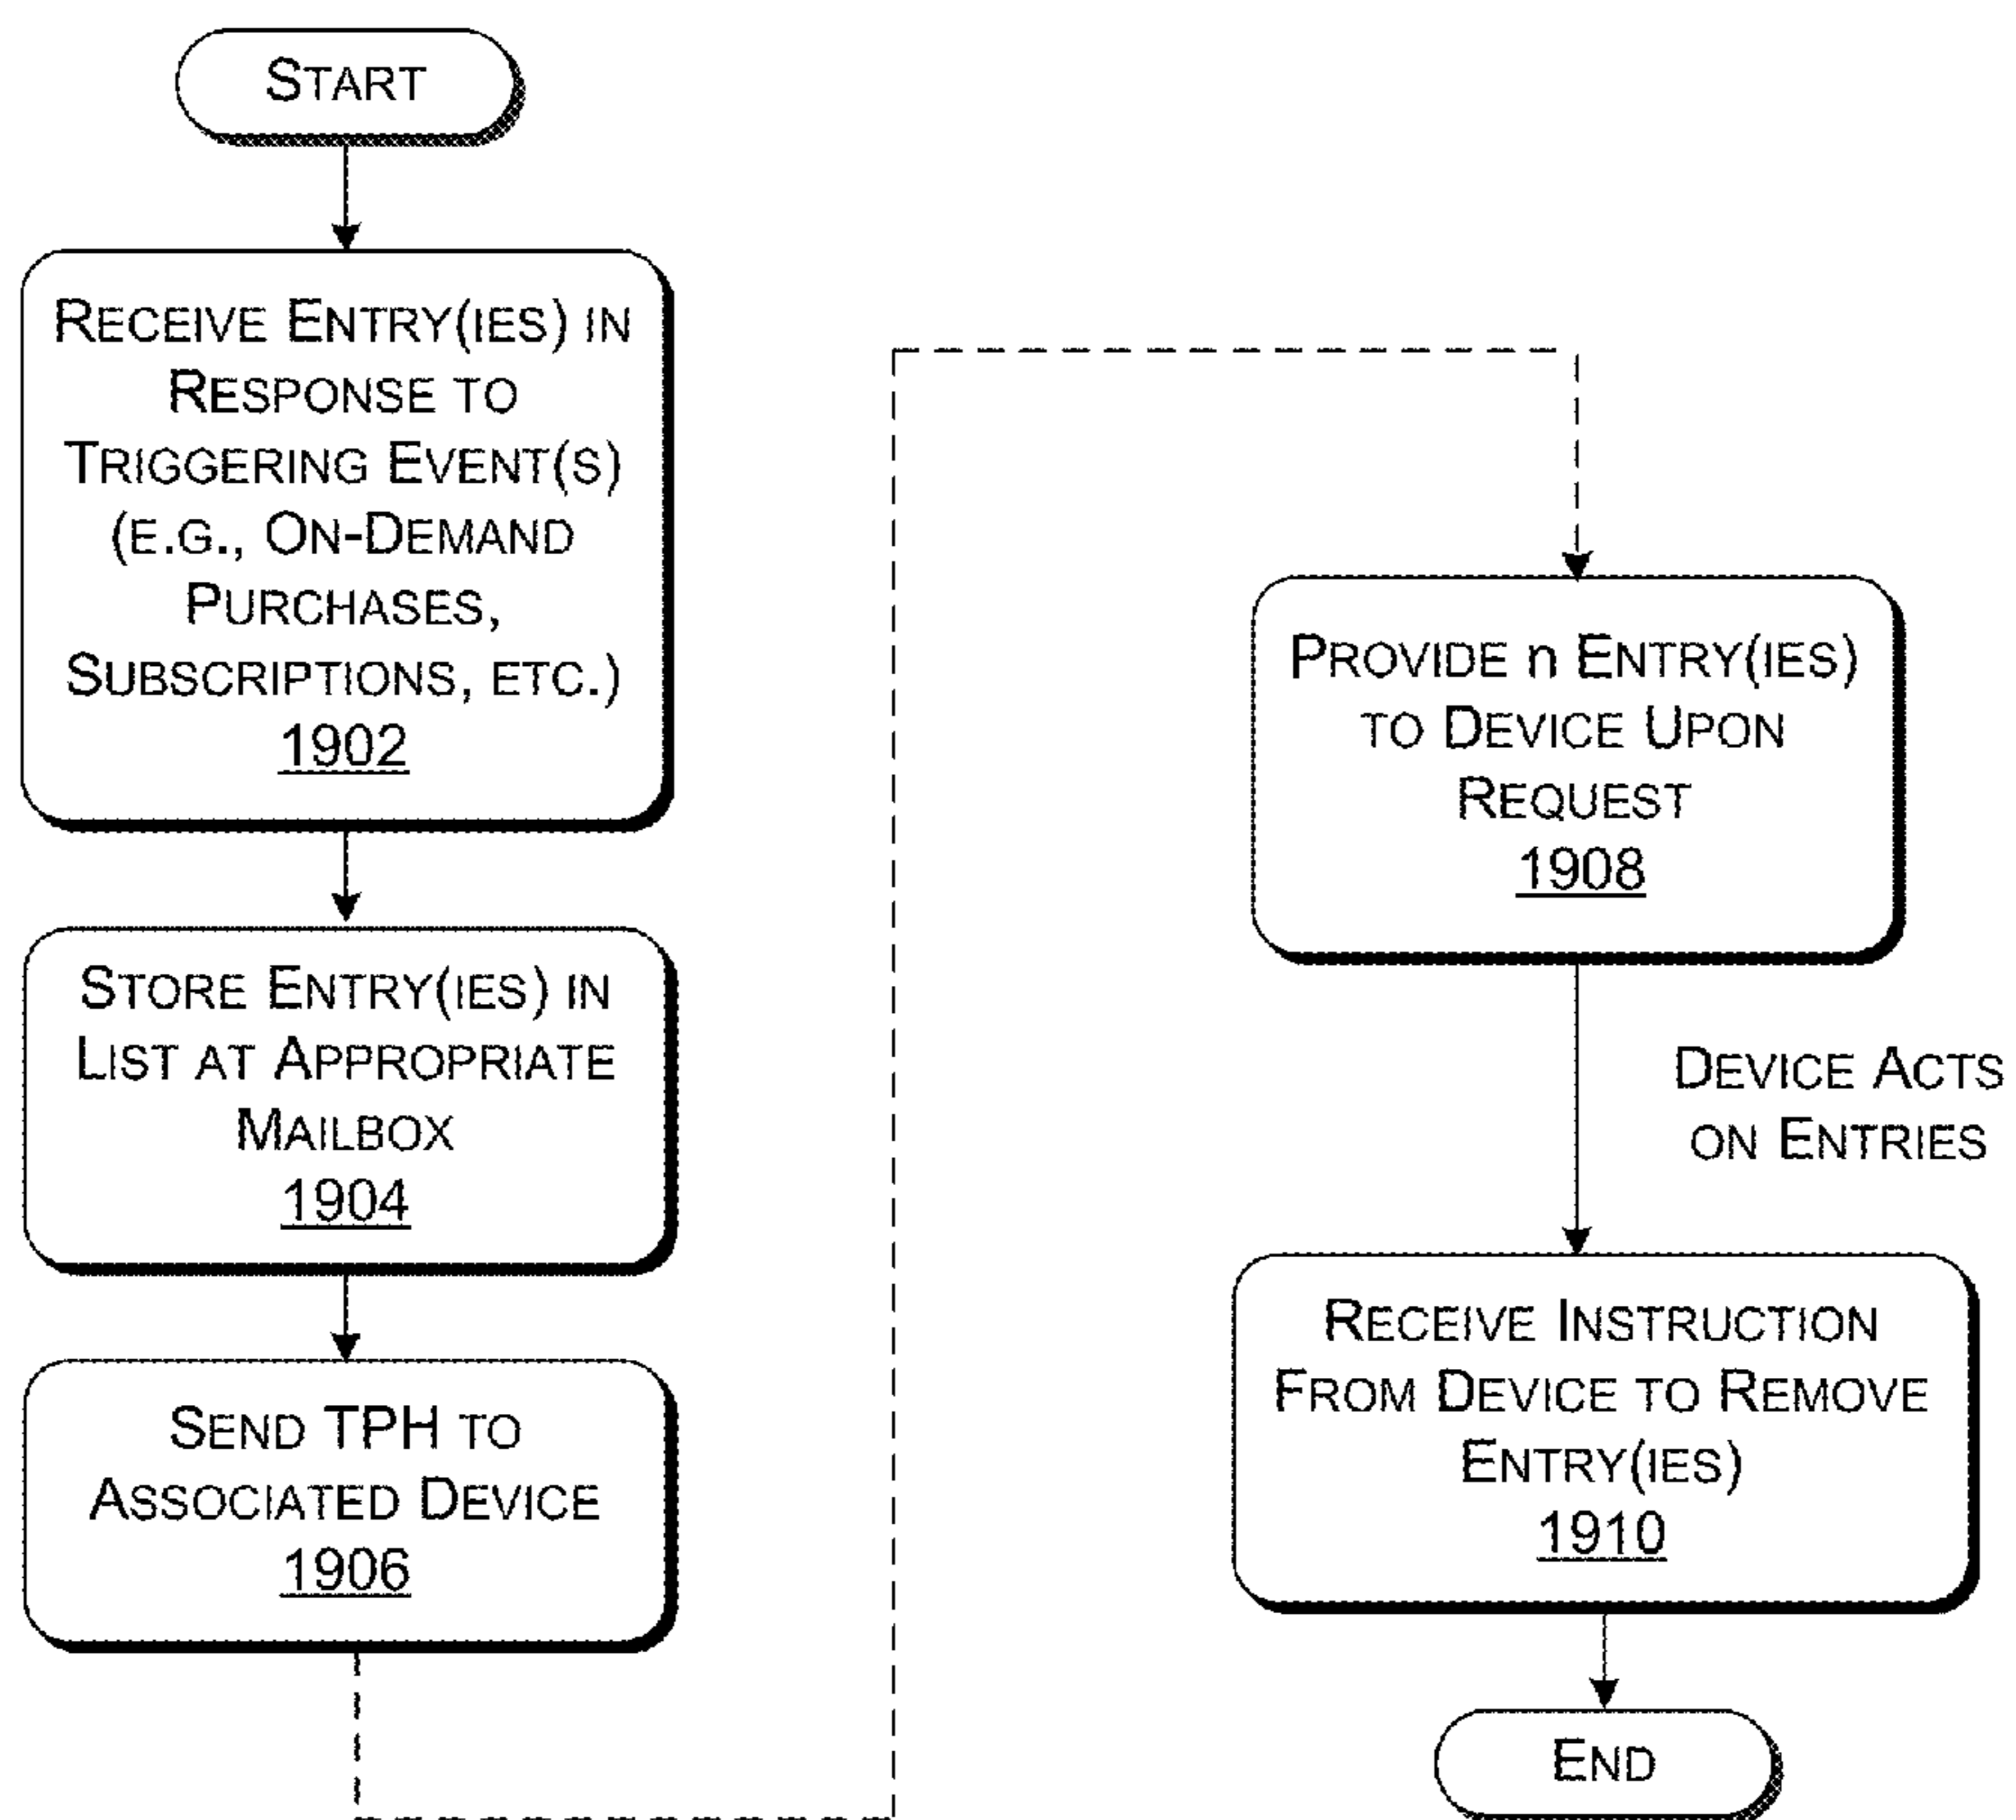 START
RECEIVE ENTRY(IES) IN
RESPONSE TO
TRIGGERING EVENT(S)
(E.G., ON-DEMAND
PURCHASES,
SUBSCRIPTIONS, ETC.)
1902
STORE ENTRY(IES) IN
LIST AT APPROPRIATE
MAILBOX
1904
SEND TPH TO
ASSOCIATED DEVICE
1906
PROVIDE n ENTRY(IES)
TO DEVICE UPON
REQUEST
1908
DEVICE ACTS
ON ENTRIES
RECEIVE INSTRUCTION
FROM DEVICE TO REMOVE
ENTRY(IES)
1910
END